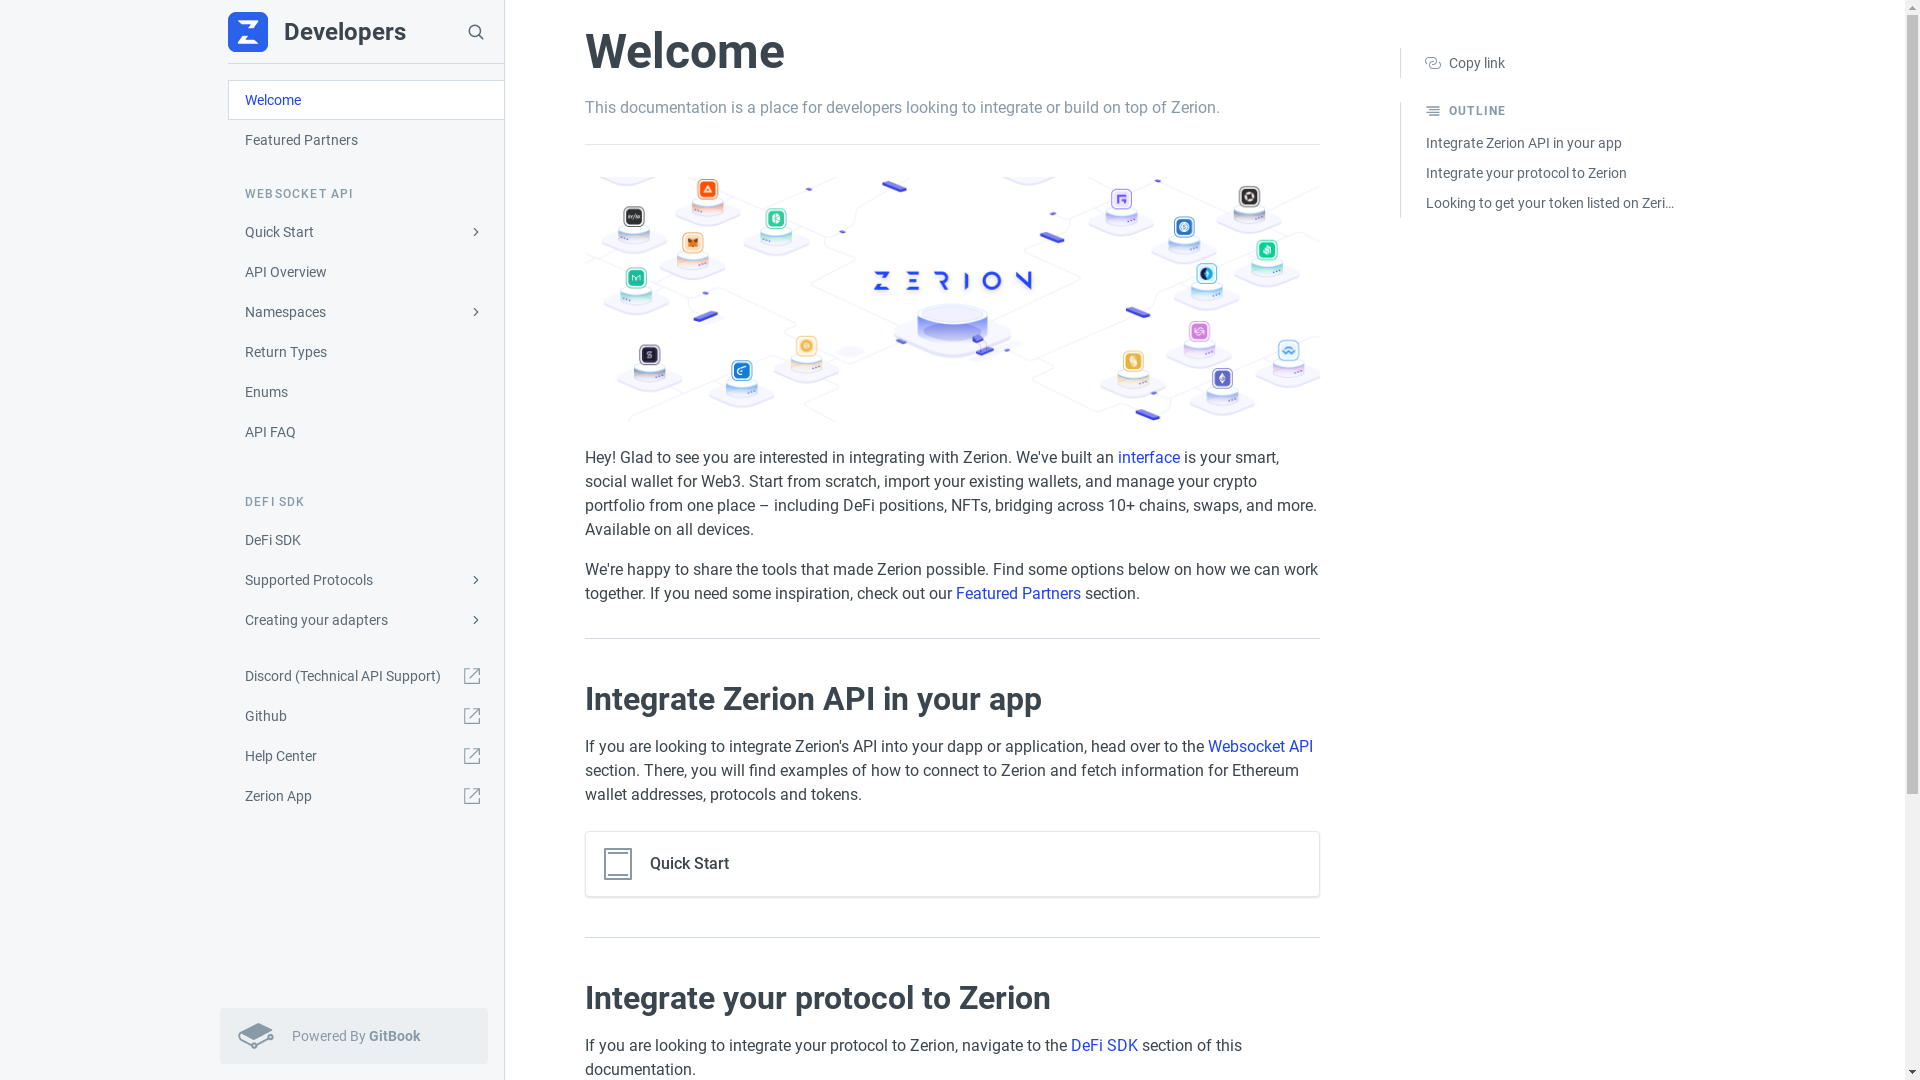 Developers
Welcome
Featured Partners
WEBSOCKET API
Quick Start
API Overview
Namespaces
Return Types
Enums
API FAQ
DEFI SDK
DeFi SDK
Supported Protocols
Creating your adapters
Discord (Technical API Support)
Github
Help Center
Zerion App
Powered By GitBook
Welcome
This documentation is a place for developers looking to integrate or build on top of Zerion.
ZERION
Hey! Glad to see you are interested in integrating with Zerion. We've built an interface is your smart,
social wallet for Web3. Start from scratch, import your existing wallets, and manage your crypto
portfolio from one place – including DeFi positions, NFTs, bridging across 10+ chains, swaps, and more.
Available on all devices.
We're happy to share the tools that made Zerion possible. Find some options below on how we can work
together. If you need some inspiration, check out our Featured Partners section.
Integrate Zerion API in your app
If you are looking to integrate Zerion's API into your dapp or application, head over to the Websocket API
section. There, you will find examples of how to connect to Zerion and fetch information for Ethereum
wallet addresses, protocols and tokens.
Quick Start
Integrate your protocol to Zerion
If you are looking to integrate your protocol to Zerion, navigate to the DeFi SDK section of this
documentation.
Copy link
OUTLINE
Integrate Zerion API in your app
Integrate your protocol to Zerion
Looking to get your token listed on Zeri...